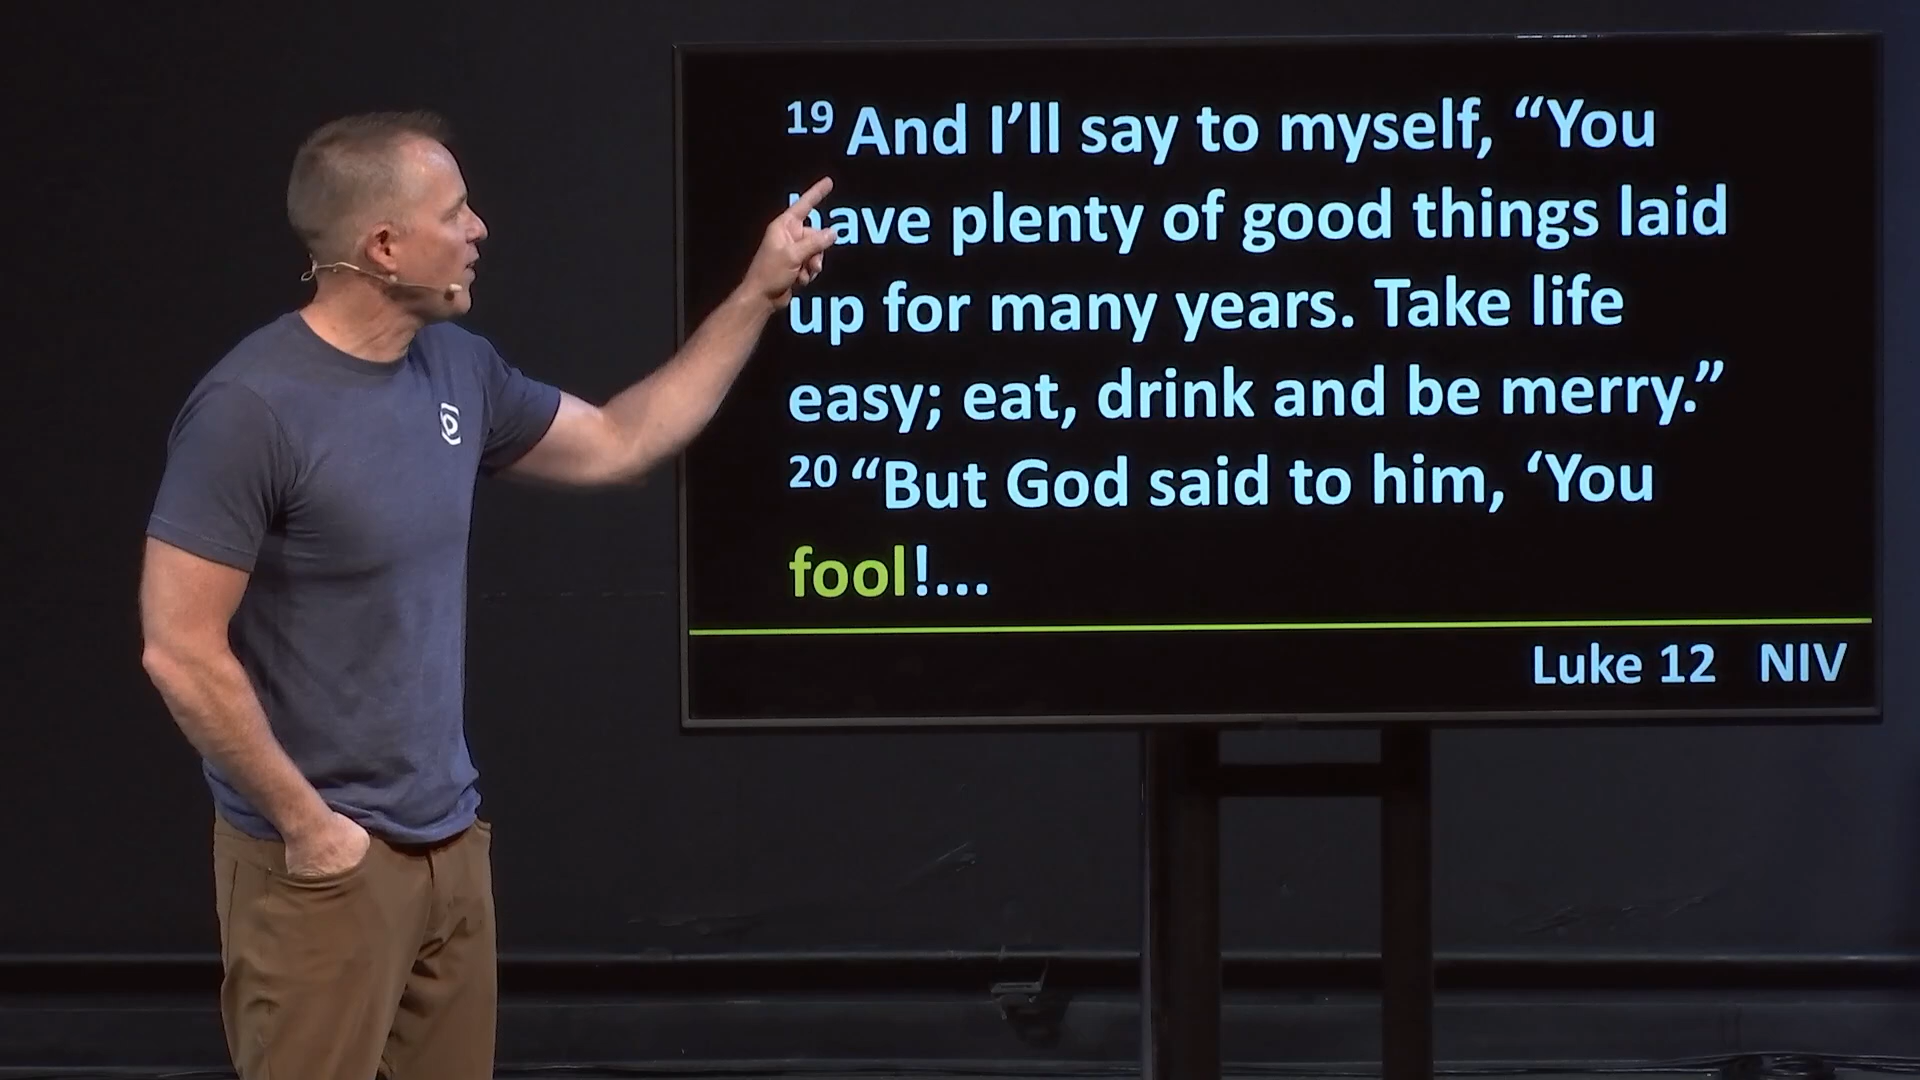 19 And I’ll say to myself, “You
have plenty of good things laid
up for many years. Take life
easy; eat, drink and be merry.”
20 “But God said to him, ‘You
fool!...
Luke 12 NIV